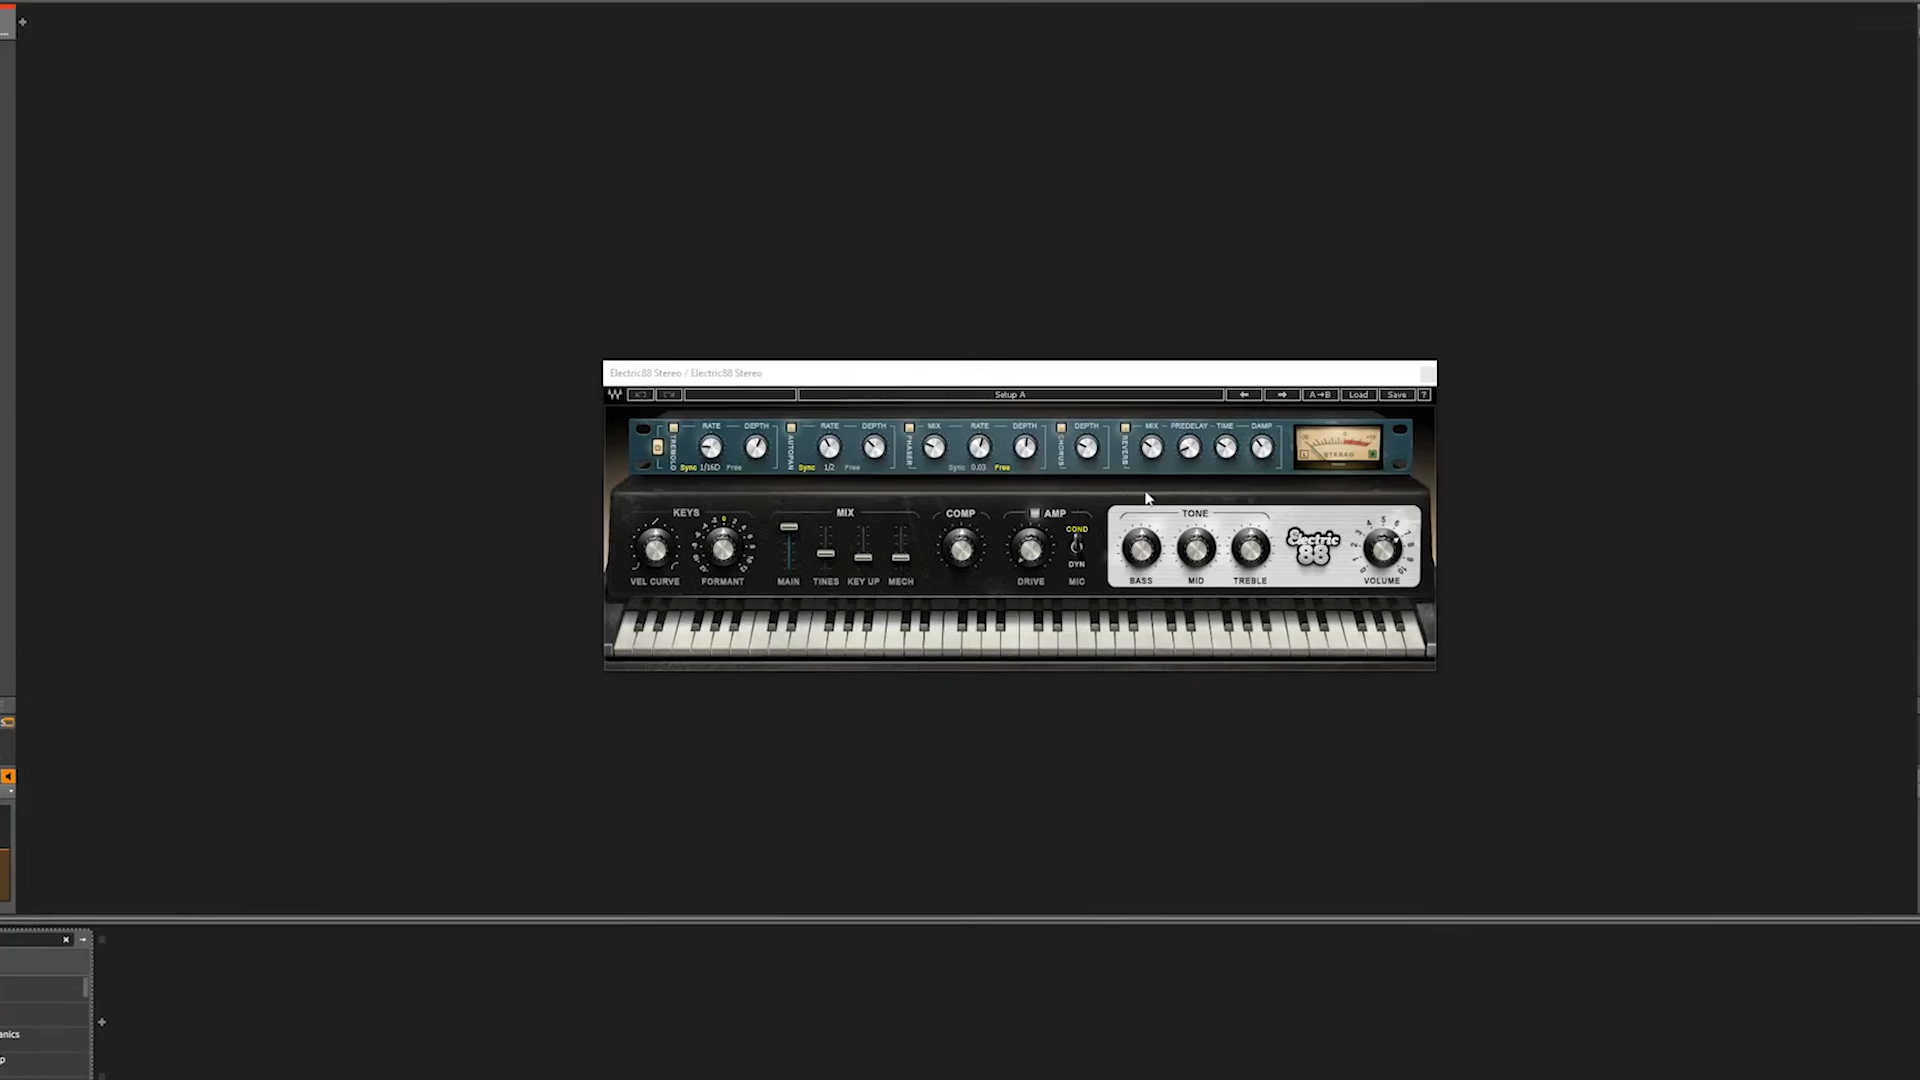 Electric88 Stereo / Electric88 Stereo
Setup A
A→B
Load
Save
?
TREMOLO
RATE
DEPTH
Sync 1/16D Free
AUTOPAN
RATE
DEPTH
Sync 1/2 Free
PHASER
MIX
RATE
DEPTH
Sync 0.03 Free
CHORUS
DEPTH
REVERB
MIX
PREDELAY
TIME
DAMP
STEREO
KEYS
VEL CURVE
FORMANT
MIX
MAIN
TINES
KEY UP
MECH
COMP
AMP
DRIVE
COND
DYN
MIC
TONE
BASS
MID
TREBLE
Electric
88
VOLUME
anics
p